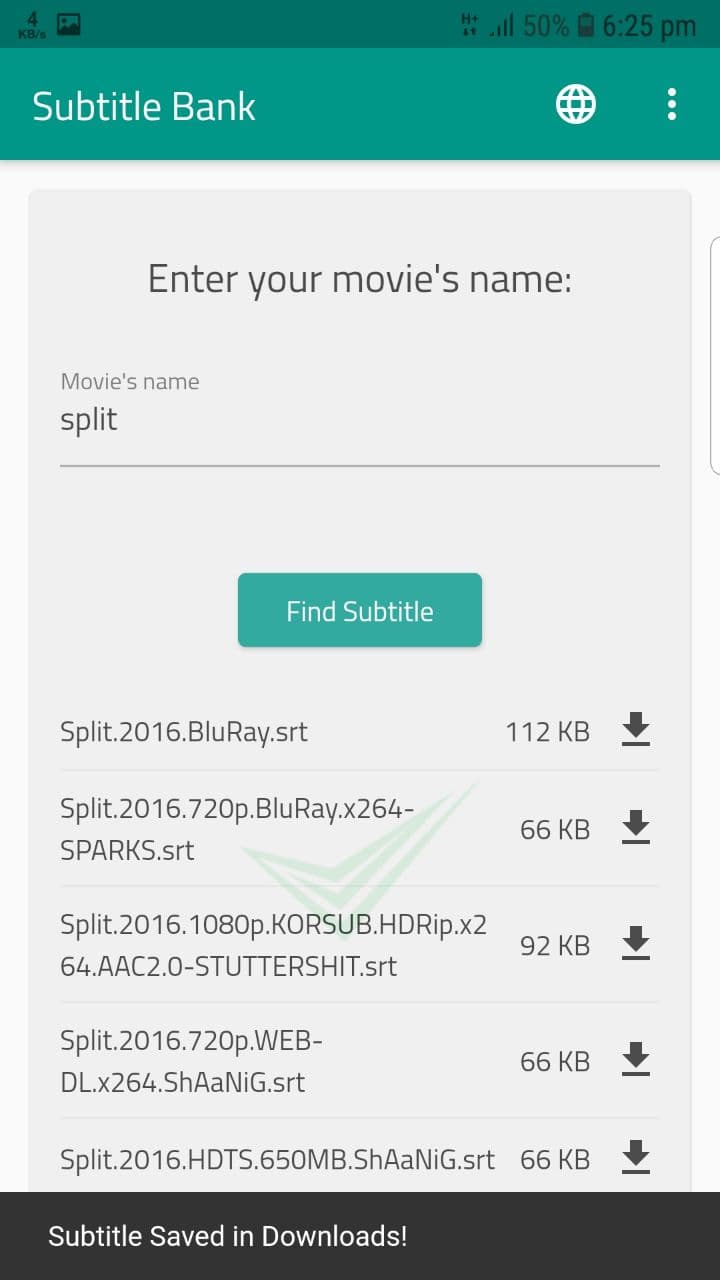 4
KB/s
H+
50%
6:25 pm
Subtitle Bank
Enter your movie's name:
Movie's name
split
Find Subtitle
Split.2016.BluRay.srt 112 KB
Split.2016.720p.BluRay.x264-
SPARKS.srt
66 KB
Split.2016.1080p.KORSUB.HDRip.x2
64.AAC2.0-STUTTERSHIT.srt
92 KB
Split.2016.720p.WEB-
DL.x264.ShAaNiG.srt
66 KB
Split.2016.HDTS.650MB.ShAaNiG.srt 66 KB
Subtitle Saved in Downloads!